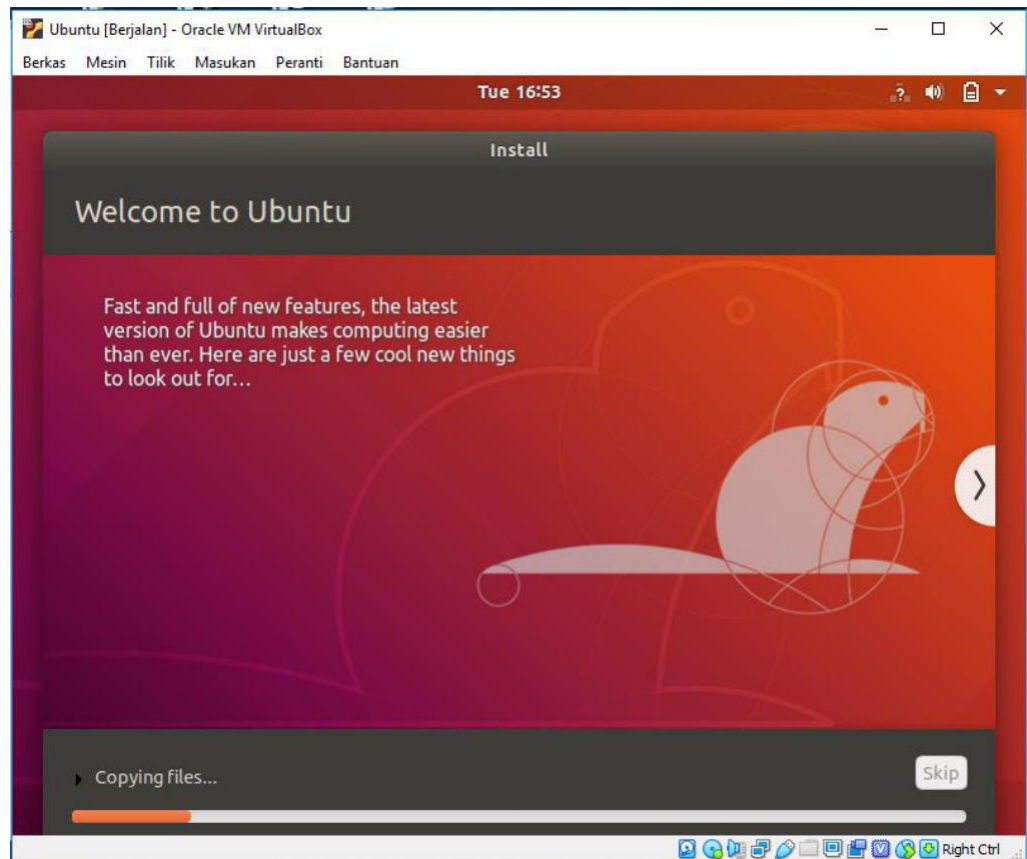 Ubuntu [Berjalan] - Oracle VM VirtualBox
Berkas Mesin Tilik Masukan Peranti Bantuan
Tue 16:53
Install
Welcome to Ubuntu
Fast and full of new features, the latest
version of Ubuntu makes computing easier
than ever. Here are just a few cool new things
to look out for...
Copying files...
Skip
Right Ctrl